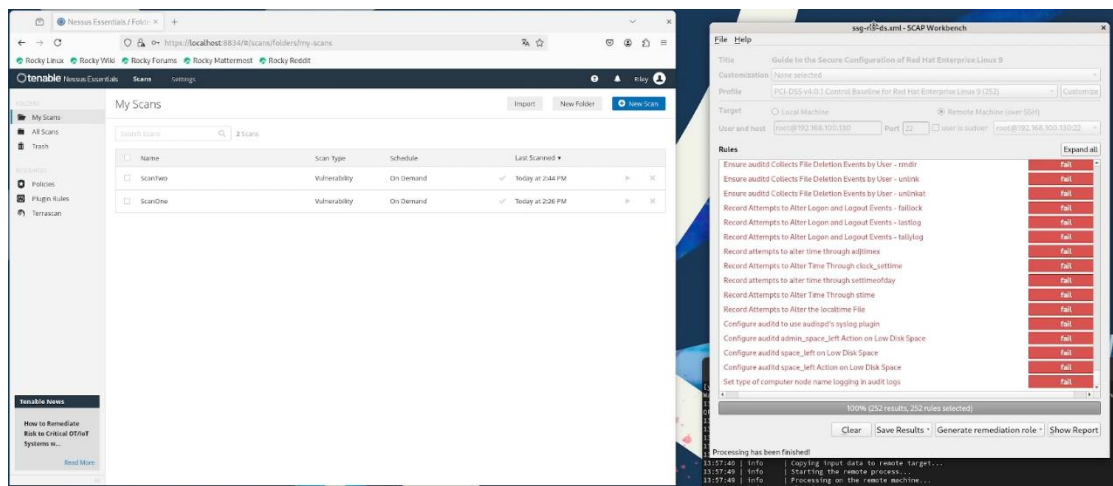 Nessus Essentials / Folde
https://localhost:8834/#/scans/folders/my-scans
Rocky Linux Rocky Wiki Rocky Forums Rocky Mattermost Rocky Reddit
tenable Nessus Essentials Scans Settings
FOLDERS
My Scans
All Scans
Trash
RESOURCES
Policies
Plugin Rules
Terrascan
My Scans
Import New Folder New Scan
Search Scans 2 Scans
Name Scan Type Schedule Last Scanned
ScanTwo Vulnerability On Demand Today at 2:44 PM
ScanOne Vulnerability On Demand Today at 2:26 PM
Tenable News
How to Remediate
Risk to Critical OT/IoT
Systems w...
Read More
SCAP Workbench
File Help
Title Guide to the Secure Configuration of Red Hat Enterprise Linux 9
Customization None selected
Profile PCI-DSS v4.0.1 Control Baseline for Red Hat Enterprise Linux 9 (252) Customize
Target Local Machine Remote Machine (over SSH)
User and host root@192.168.100.130 Port 22 user is sudoer root@192.168.100.130:22
Rules Expand all
Ensure auditd Collects File Deletion Events by User - rmdir fail
Ensure auditd Collects File Deletion Events by User - unlink fail
Ensure auditd Collects File Deletion Events by User - unlinkat fail
Record Attempts to Alter Logon and Logout Events - faillock fail
Record Attempts to Alter Logon and Logout Events - lastlog fail
Record Attempts to Alter Logon and Logout Events - tallylog fail
Record attempts to alter time through adjtimex fail
Record Attempts to Alter Time Through clock_settime fail
Record attempts to alter time through settimeofday fail
Record Attempts to Alter Time Through stime fail
Record Attempts to Alter the localtime File fail
Configure auditd to use audispd's syslog plugin fail
Configure auditd admin_space_left Action on Low Disk Space fail
Configure auditd space_left on Low Disk Space fail
Configure auditd space_left Action on Low Disk Space fail
Set type of computer node name logging in audit logs fail
100% (252 results, 252 rules selected)
Clear Save Results Generate remediation role Show Report
Processing has been finished!
13:57:40 | info | Copying input data to remote target...
13:57:49 | info | Starting the remote process...
13:57:49 | info | Processing on the remote machine...